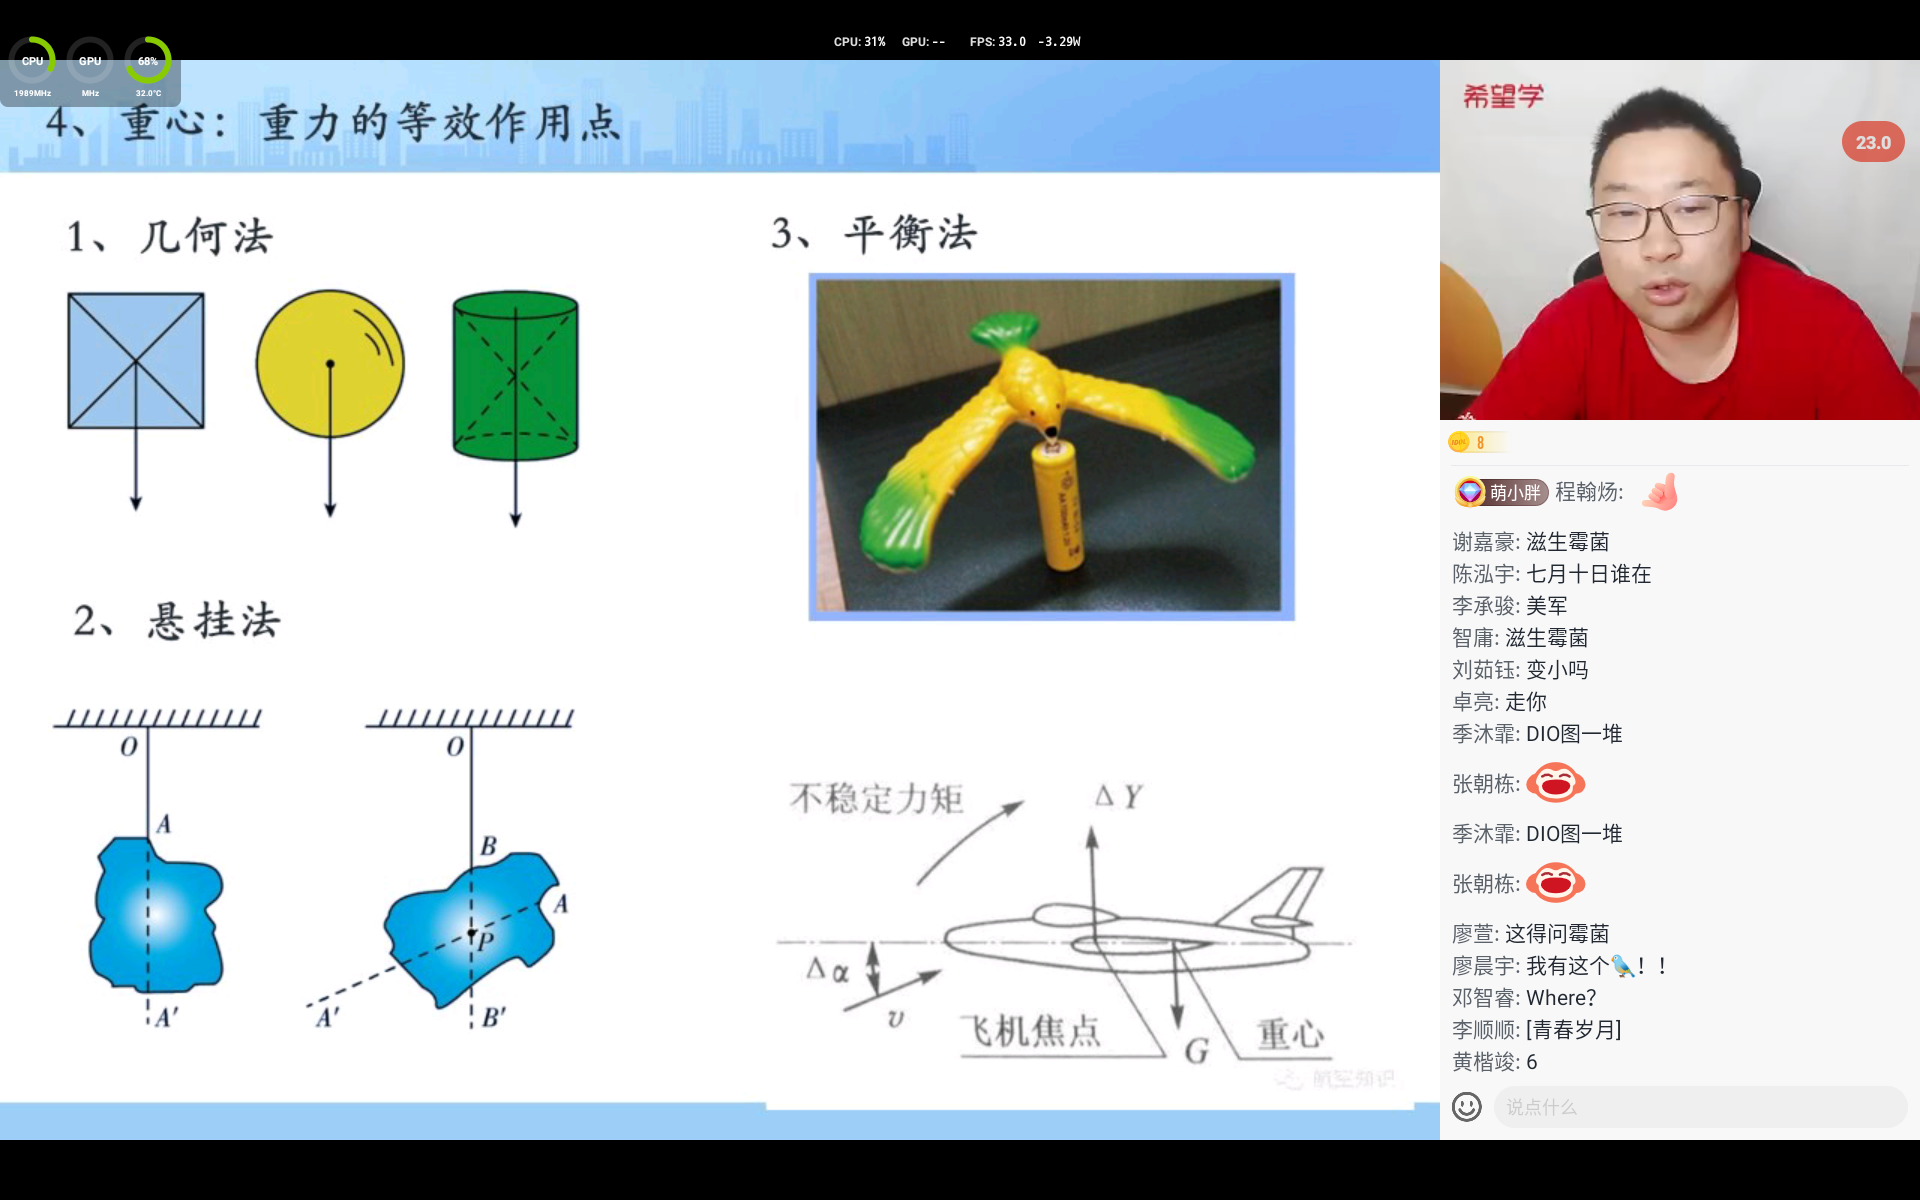 CPU: 31% GPU: -- FPS: 33.0 -3.29W
CPU GPU 68%
1989MHz MHz 32.0°C
4、重心：重力的等效作用点
1、几何法
2、悬挂法
O
A
A′
O
B
A
P
A′
B′
3、平衡法
不稳定力矩
Δ Y
Δ α
υ
飞机焦点
G
重心
航空知识
希望学
23.0
8
萌小胖 程翰炀:
谢嘉豪: 滋生霉菌
陈泓宇: 七月十日谁在
李承骏: 美军
智庸: 滋生霉菌
刘茹钰: 变小吗
卓亮: 走你
季沐霏: DIO图一堆
张朝栋:
季沐霏: DIO图一堆
张朝栋:
廖萱: 这得问霉菌
廖晨宇: 我有这个🐦！！
邓智睿: Where?
李顺顺: [青春岁月]
黄楷竣: 6
说点什么